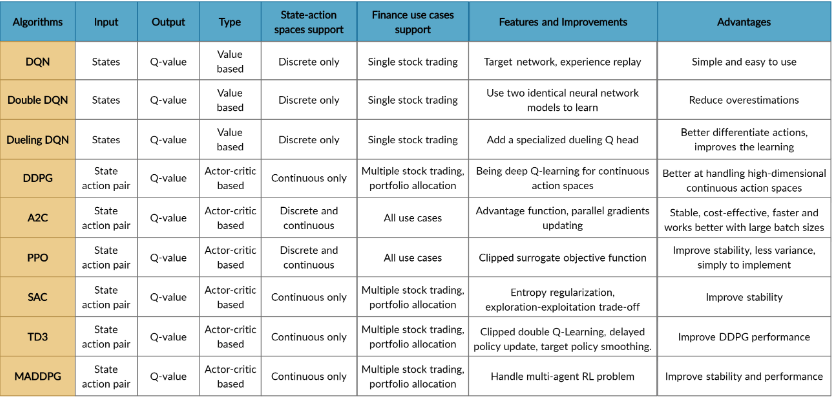 Algorithms Input Output Type State-action spaces support Finance use cases support Features and Improvements Advantages
DQN States Q-value Value based Discrete only Single stock trading Target network, experience replay Simple and easy to use
Double DQN States Q-value Value based Discrete only Single stock trading Use two identical neural network models to learn Reduce overestimations
Dueling DQN States Q-value Value based Discrete only Single stock trading Add a specialized dueling Q head Better differentiate actions, improves the learning
DDPG State action pair Q-value Actor-critic based Continuous only Multiple stock trading, portfolio allocation Being deep Q-learning for continuous action spaces Better at handling high-dimensional continuous action spaces
A2C State action pair Q-value Actor-critic based Discrete and continuous All use cases Advantage function, parallel gradients updating Stable, cost-effective, faster and works better with large batch sizes
PPO State action pair Q-value Actor-critic based Discrete and continuous All use cases Clipped surrogate objective function Improve stability, less variance, simply to implement
SAC State action pair Q-value Actor-critic based Continuous only Multiple stock trading, portfolio allocation Entropy regularization, exploration-exploitation trade-off Improve stability
TD3 State action pair Q-value Actor-critic based Continuous only Multiple stock trading, portfolio allocation Clipped double Q-Learning, delayed policy update, target policy smoothing. Improve DDPG performance
MADDPG State action pair Q-value Actor-critic based Continuous only Multiple stock trading, portfolio allocation Handle multi-agent RL problem Improve stability and performance